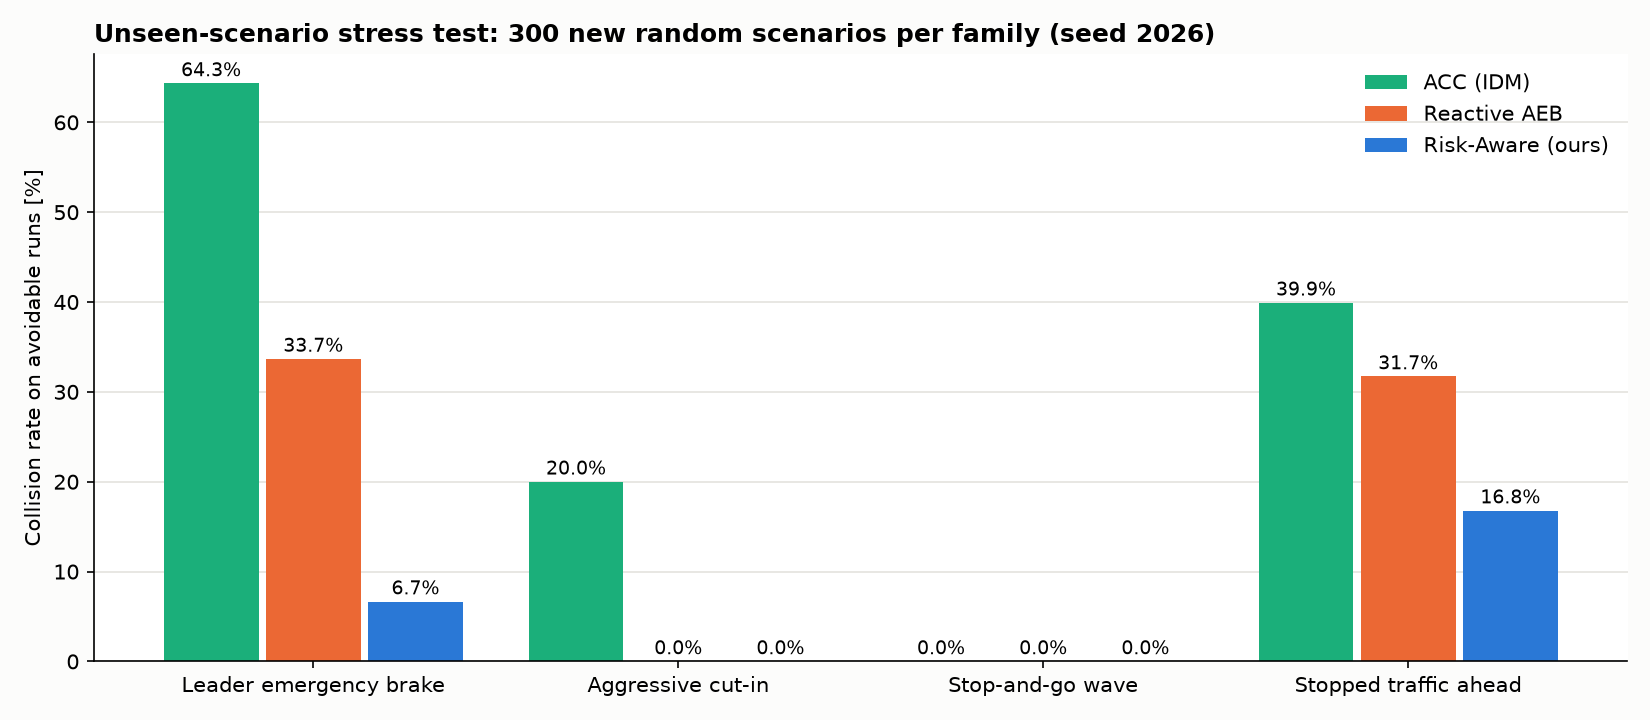 Unseen-scenario stress test: 300 new random scenarios per family (seed 2026)
ACC (IDM)
Reactive AEB
Risk-Aware (ours)
Collision rate on avoidable runs [%]
60
50
40
30
20
10
0
64.3%
33.7%
6.7%
20.0%
0.0%
0.0%
0.0%
0.0%
0.0%
39.9%
31.7%
16.8%
Leader emergency brake
Aggressive cut-in
Stop-and-go wave
Stopped traffic ahead